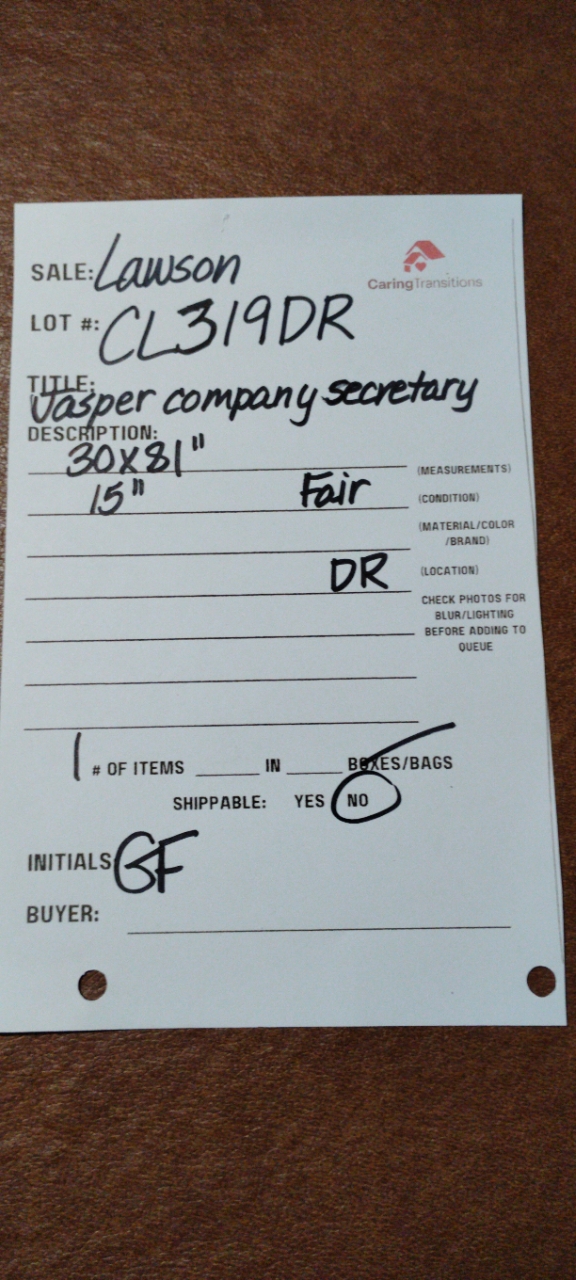 SALE: Lawson
CaringTransitions
LOT #: CL319DR
TITLE: Jasper company secretary
DESCRIPTION:
30x81" (MEASUREMENTS)
15" Fair (CONDITION)
(MATERIAL/COLOR
/BRAND)
DR (LOCATION)
CHECK PHOTOS FOR
BLUR/LIGHTING
BEFORE ADDING TO
QUEUE
1 # OF ITEMS IN BOXES/BAGS
SHIPPABLE: YES NO
INITIALS GF
BUYER: